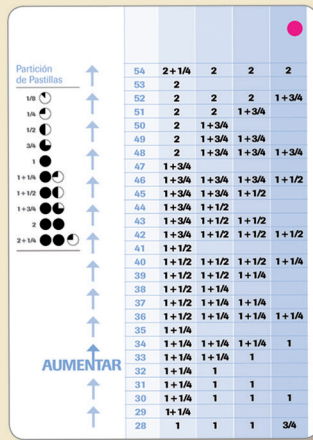 Partición
de Pastillas
1/8
1/4
1/2
3/4
1
1+1/4
1+1/2
1+3/4
2
2+1/4
AUMENTAR
54 2+1/4 2 2 2
53 2
52 2 2 2 1+3/4
51 2 2 1+3/4
50 2 1+3/4
49 2 1+3/4 1+3/4
48 2 1+3/4 1+3/4 1+3/4
47 1+3/4
46 1+3/4 1+3/4 1+3/4 1+1/2
45 1+3/4 1+3/4 1+1/2
44 1+3/4 1+1/2
43 1+3/4 1+1/2 1+1/2
42 1+3/4 1+1/2 1+1/2 1+1/2
41 1+1/2
40 1+1/2 1+1/2 1+1/2 1+1/4
39 1+1/2 1+1/2 1+1/4
38 1+1/2 1+1/4
37 1+1/2 1+1/4 1+1/4
36 1+1/2 1+1/4 1+1/4 1+1/4
35 1+1/4
34 1+1/4 1+1/4 1+1/4 1
33 1+1/4 1+1/4 1
32 1+1/4 1
31 1+1/4 1 1
30 1+1/4 1 1 1
29 1+1/4
28 1 1 1 3/4